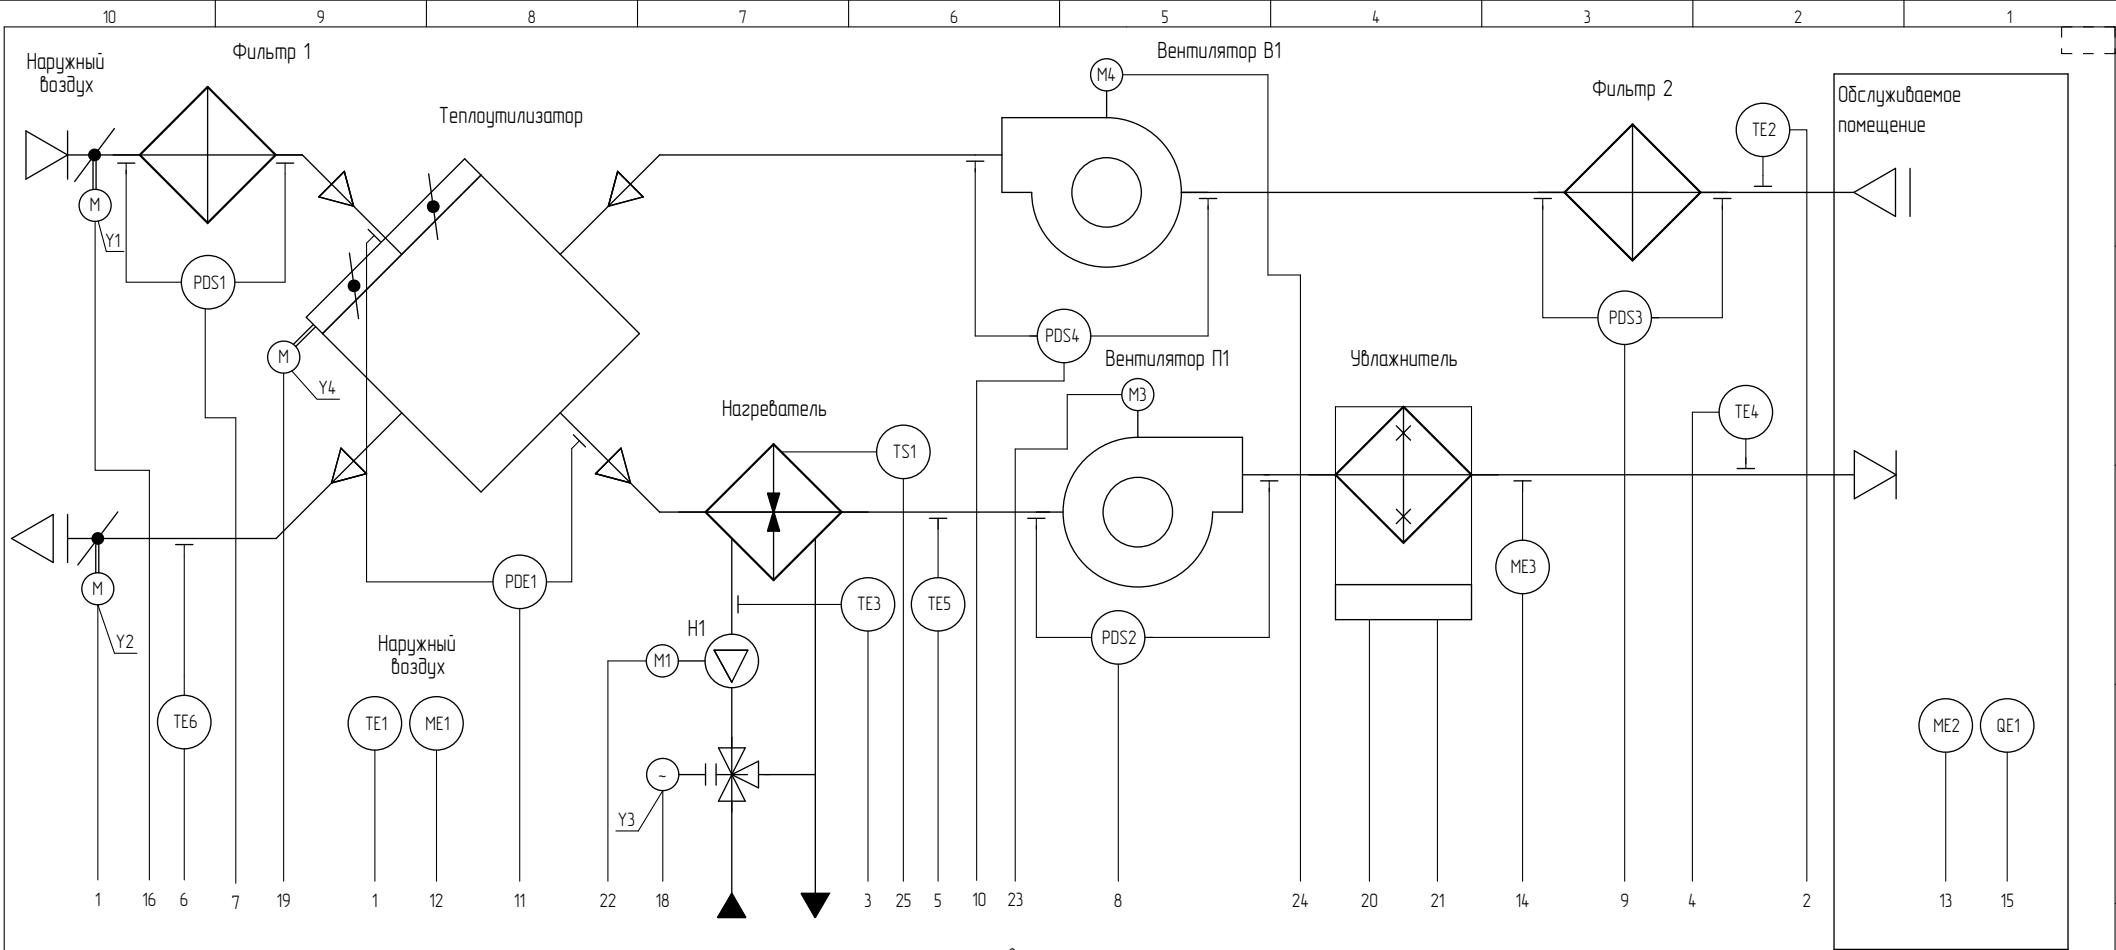 10 9 8 7 6 5 4 3 2 1
Фильтр 1
Вентилятор В1
Наружный
воздух
M4
Фильтр 2
Обслуживаемое
помещение
Теплоутилизатор
TE2
M
Y1
PDS1
PDS4
PDS3
M
Y4
Вентилятор П1
Увлажнитель
M3
Нагреватель
TE4
TS1
ME3
PDE1
M
TE3
TE5
Y2
Н1
PDS2
Наружный
воздух
M1
TE6
TE1
ME1
ME2
QE1
~
Y3
1 16 6 7 19 1 12 11 22 18 3 25 5 10 23 8 24 20 21 14 9 4 2 13 15